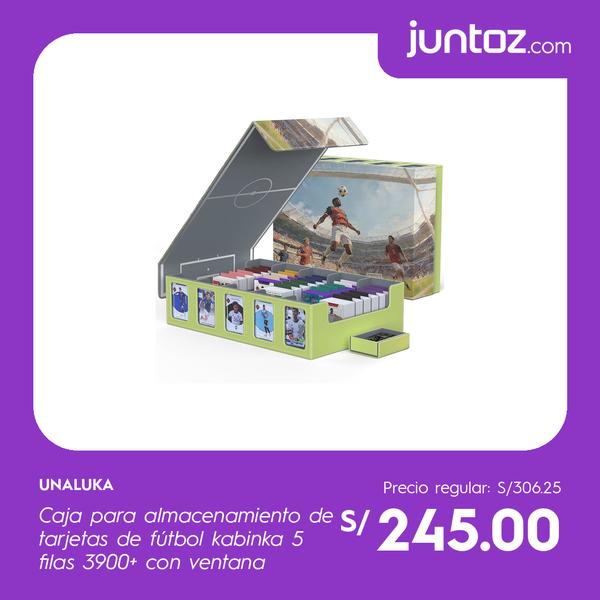 juntoz.com
UNALUKA
Caja para almacenamiento de
tarjetas de fútbol kabinka 5
filas 3900+ con ventana
Precio regular: S/306.25
S/ 245.00